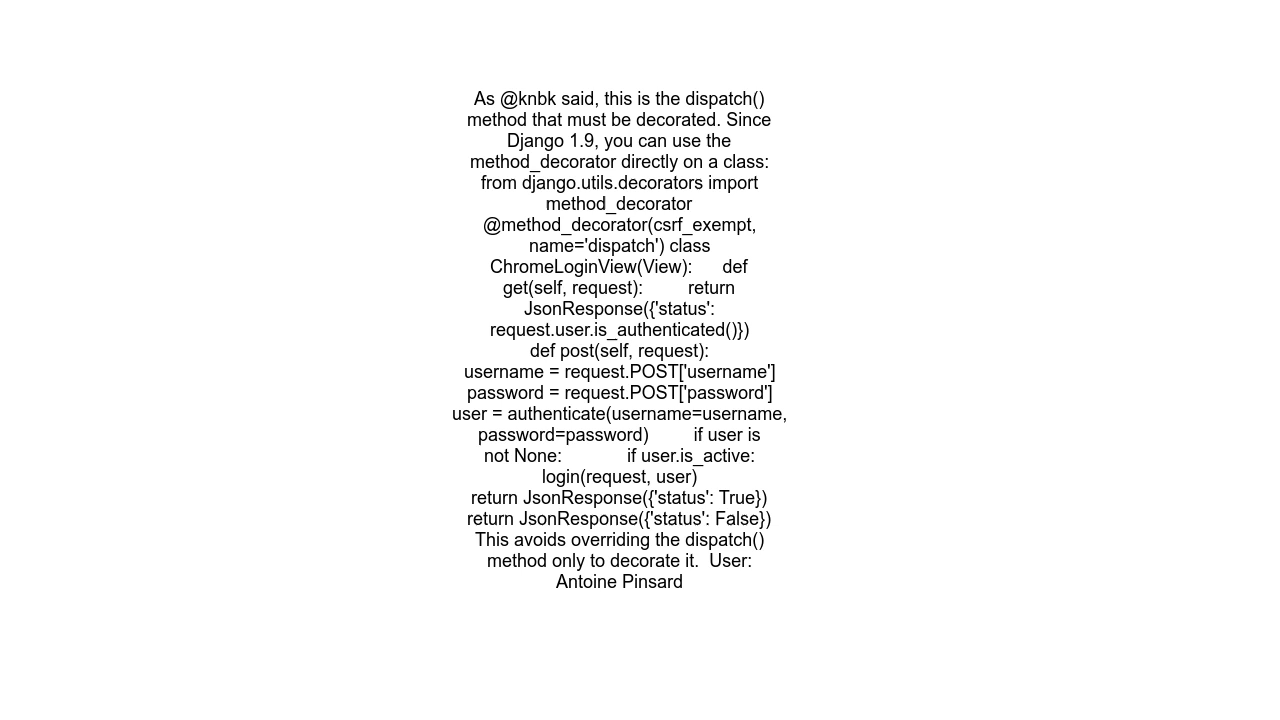 As @knbk said, this is the dispatch()
method that must be decorated. Since
Django 1.9, you can use the
method_decorator directly on a class:
from django.utils.decorators import
method_decorator
@method_decorator(csrf_exempt,
name='dispatch') class
ChromeLoginView(View):      def
get(self, request):         return
JsonResponse({'status':
request.user.is_authenticated()})
def post(self, request):
username = request.POST['username']
password = request.POST['password']
user = authenticate(username=username,
password=password)         if user is
not None:             if user.is_active:
login(request, user)
return JsonResponse({'status': True})
return JsonResponse({'status': False})
This avoids overriding the dispatch()
method only to decorate it.  User:
Antoine Pinsard